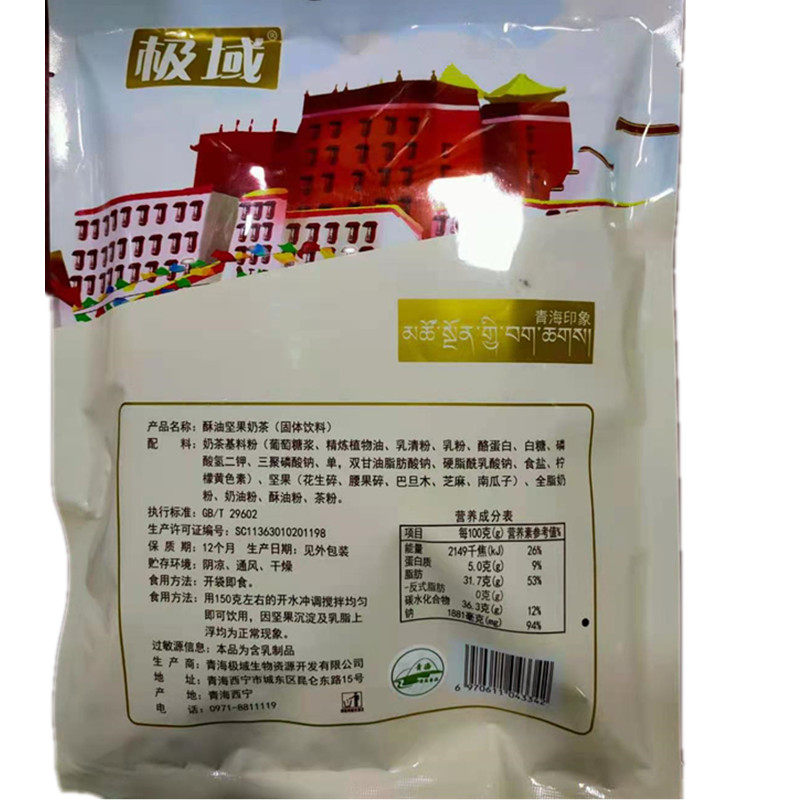 极域®
青海印象
མཚོ་སྔོན་གྱི་བག་ཆགས།
产品名称：酥油坚果奶茶（固体饮料）
配 料：奶茶基料粉（葡萄糖浆、精炼植物油、乳清粉、乳粉、酪蛋白、白糖、磷
酸氢二钾、三聚磷酸钠、单，双甘油脂肪酸钠、硬脂酰乳酸钠、食盐、柠
檬黄色素）、坚果（花生碎、腰果碎、巴旦木、芝麻、南瓜子）、全脂奶
粉、奶油粉、酥油粉、茶粉。
执行标准：GB/T 29602
生产许可证编号：SC11363010201198
保 质 期：12个月 生产日期：见外包装
贮存环境：阴凉、通风、干燥
食用方法：开袋即食。
食用方法：用150克左右的开水冲调搅拌均匀
即可饮用，因坚果沉淀及乳脂上
浮均为正常现象。
过敏源信息：本品为含乳制品
生 产 商：青海极域生物资源开发有限公司
地 址：青海西宁市城东区昆仑东路15号
产 地：青海西宁
电 话：0971-8811119
营养成分表
项目 每100克(g) 营养素参考值%
能量 2149千焦(kJ) 26%
蛋白质 5.0克(g) 9%
脂肪 31.7克(g) 53%
-反式脂肪 0克(g)
碳水化合物 36.3克(g) 12%
钠 1881毫克(mg) 94%
青海
6 970611 043342